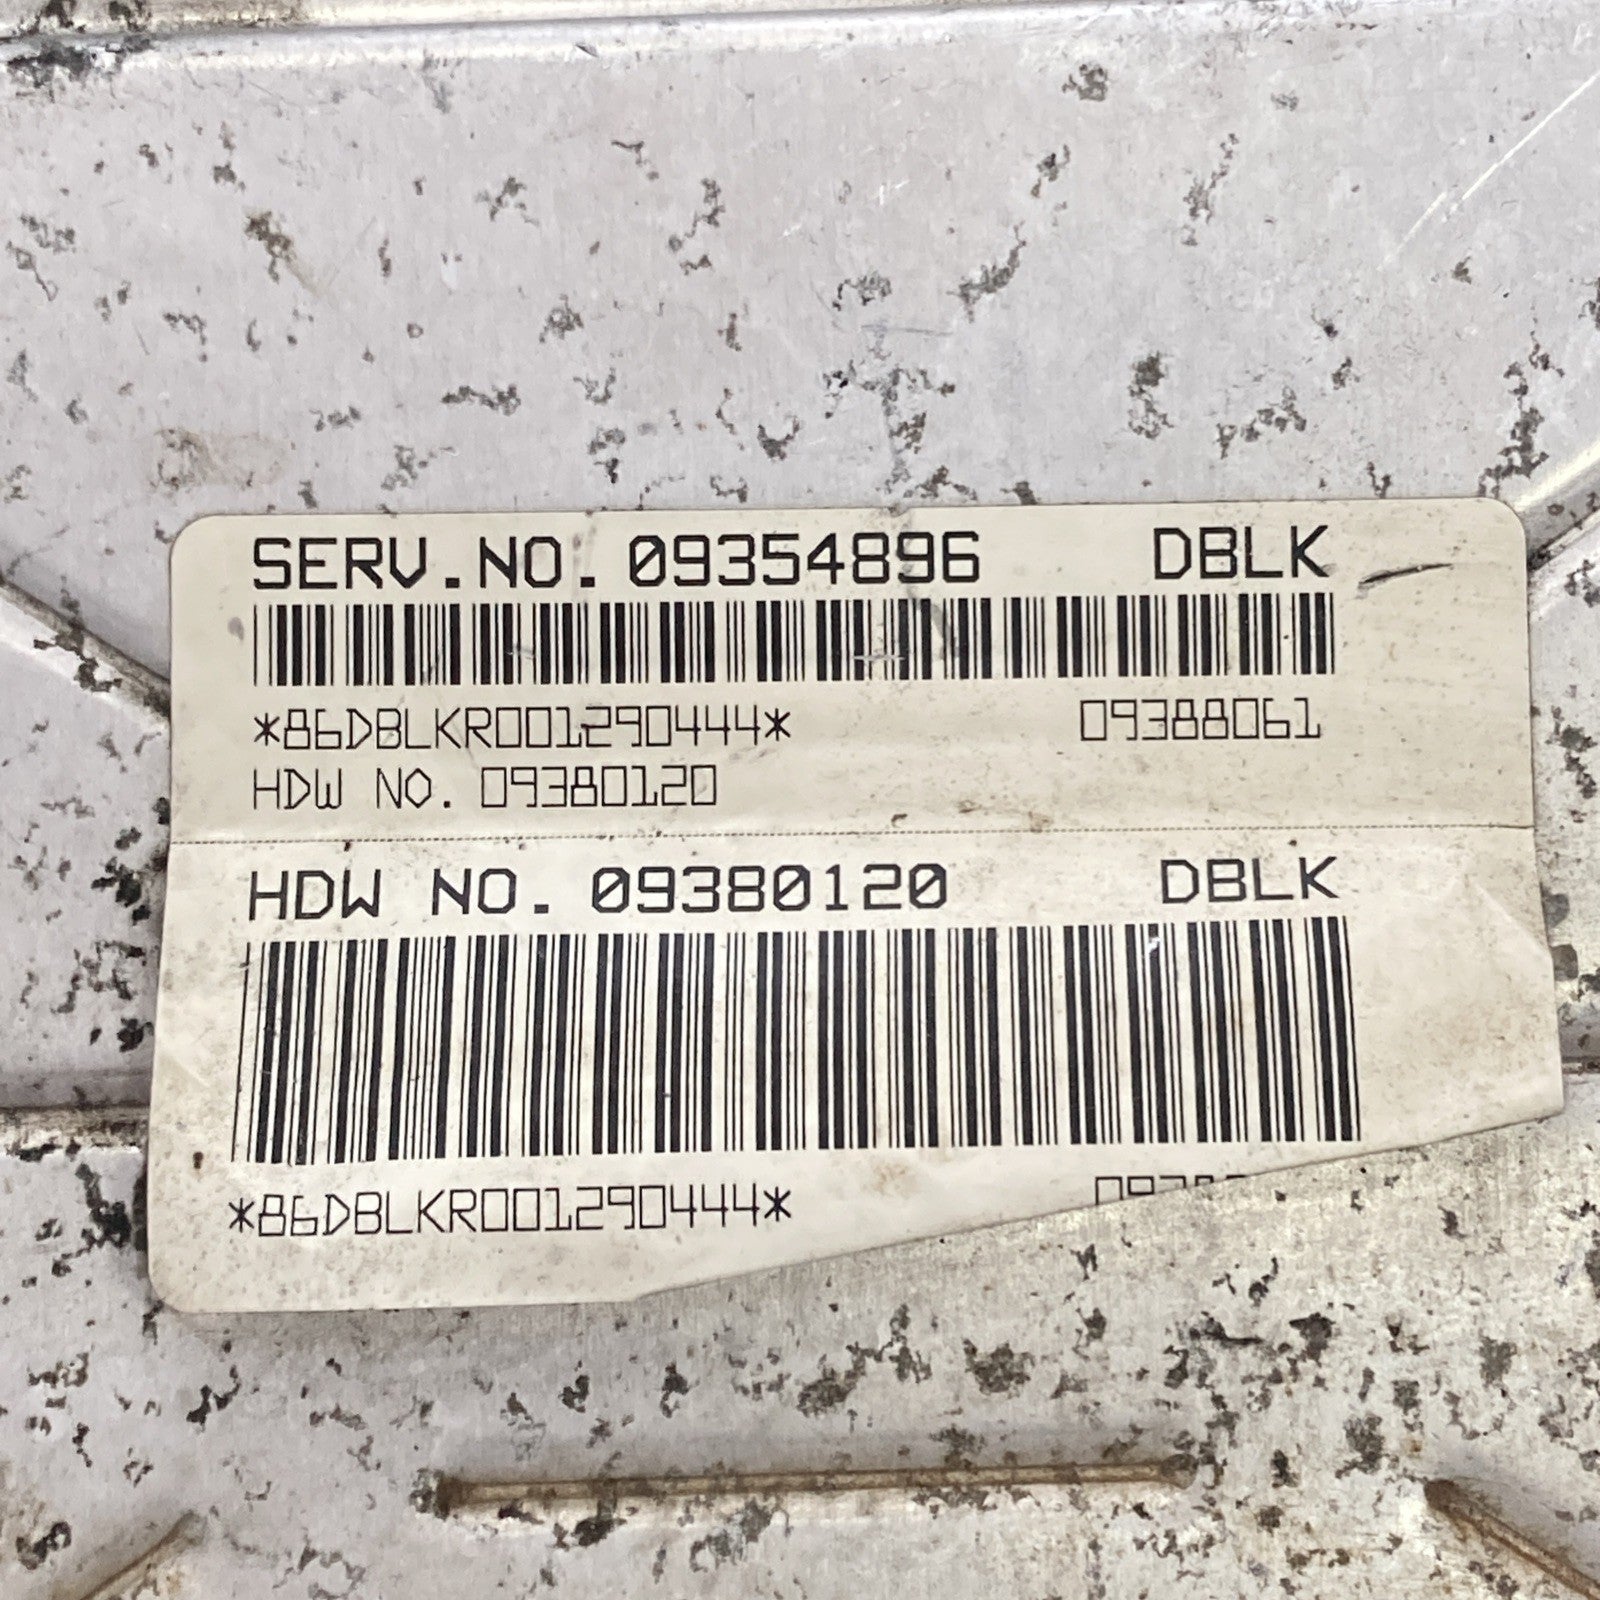 SERV.NO. 09354896 DBLK
*86DBLKR001290444* 09388061
HDW NO. 09380120
HDW NO. 09380120 DBLK
*86DBLKR001290444*